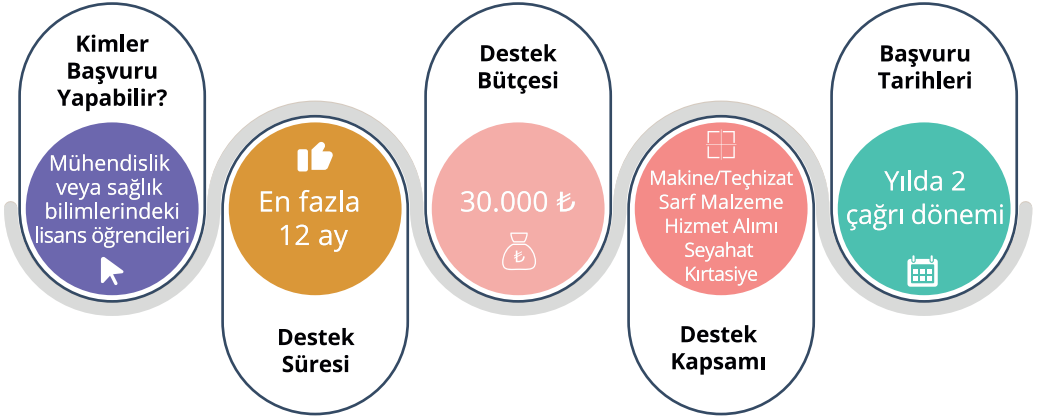 Kimler
Başvuru
Yapabilir?
Mühendislik
veya sağlık
bilimlerindeki
lisans öğrencileri
En fazla
12 ay
Destek
Süresi
Destek
Bütçesi
30.000 ₺
₺
Makine/Teçhizat
Sarf Malzeme
Hizmet Alımı
Seyahat
Kırtasiye
Destek
Kapsamı
Başvuru
Tarihleri
Yılda 2
çağrı dönemi